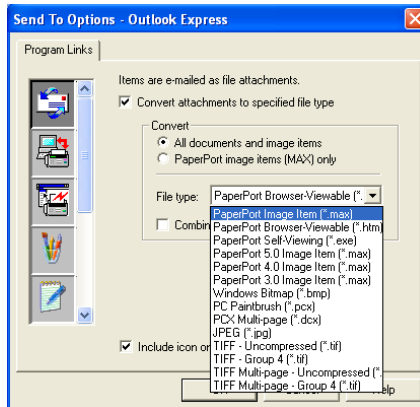 Send To Options - Outlook Express
Program Links
Items are e-mailed as file attachments.
Convert attachments to specified file type
Convert
All documents and image items
PaperPort image items (MAX) only
File type: PaperPort Browser-Viewable (*.
PaperPort Image Item (*.max)
PaperPort Browser-Viewable (*.htm)
Combin
PaperPort Self-Viewing (*.exe)
PaperPort 5.0 Image Item (*.max)
PaperPort 4.0 Image Item (*.max)
PaperPort 3.0 Image Item (*.max)
Windows Bitmap (*.bmp)
PC Paintbrush (*.pcx)
PCX Multi-page (*.dcx)
JPEG (*.jpg)
TIFF - Uncompressed (*.tif)
Include icon or
TIFF - Group 4 (*.tif)
TIFF Multi-page - Uncompressed (*.
TIFF Multi-page - Group 4 (*.tif)